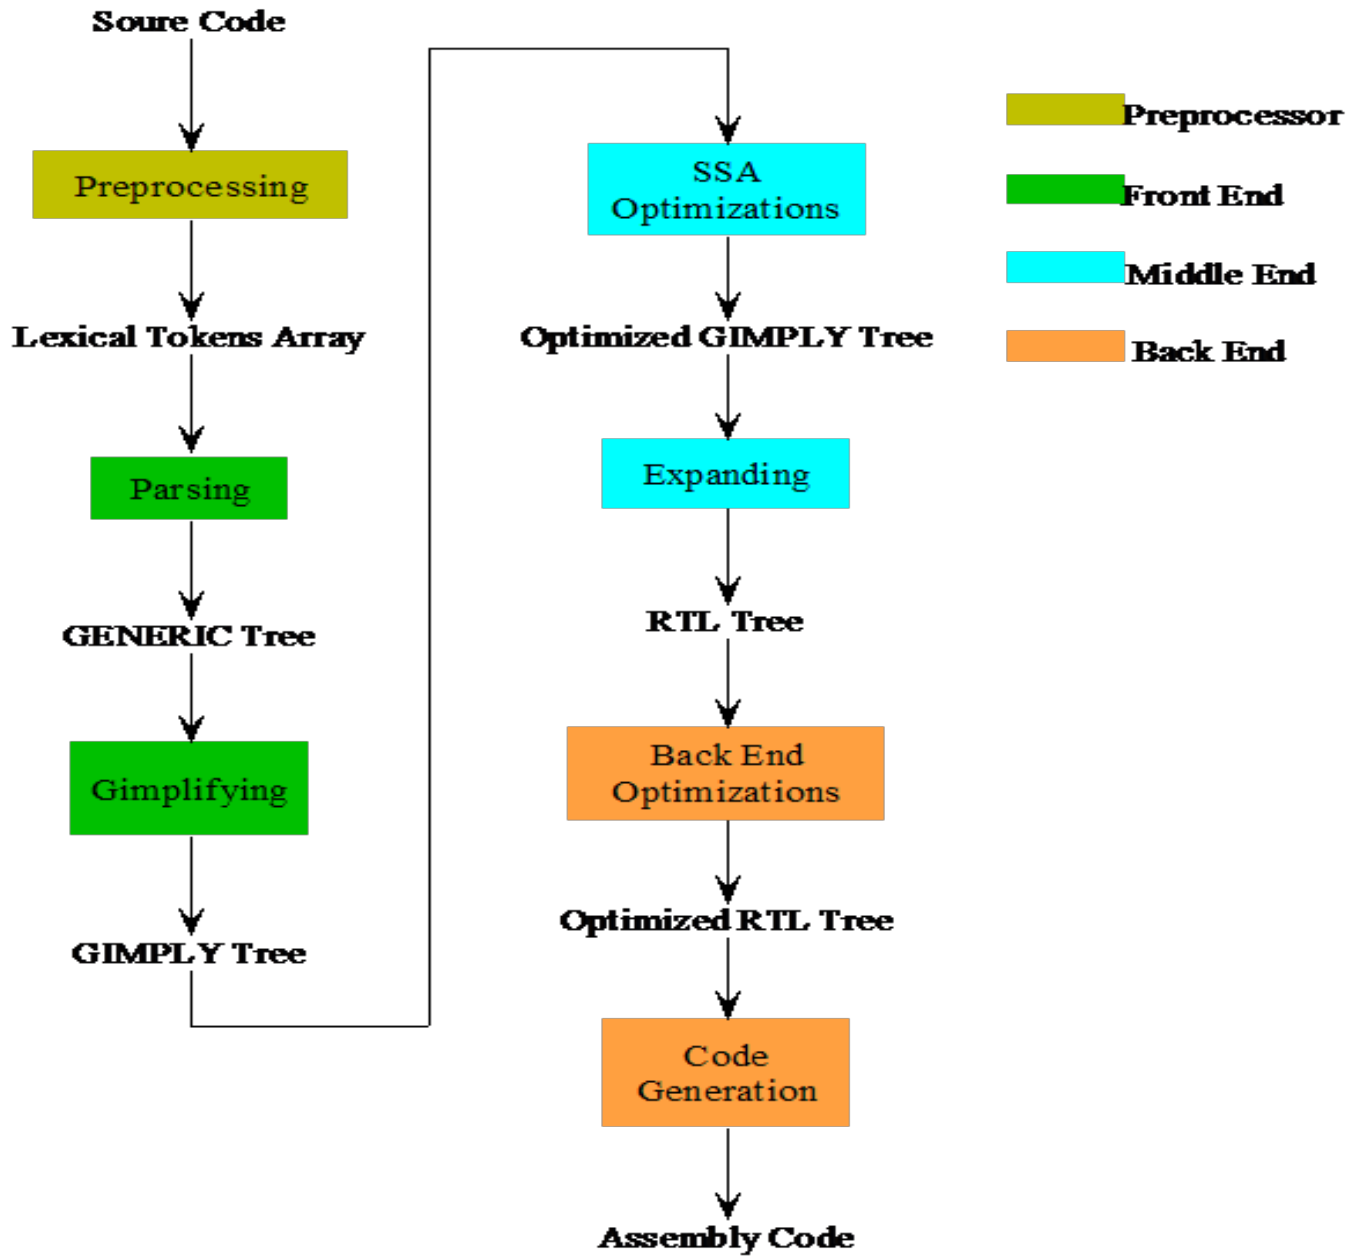 Soure Code
Preprocessing
Lexical Tokens Array
Parsing
GENERIC Tree
Gimplifying
GIMPLY Tree
SSA
Optimizations
Optimized GIMPLY Tree
Expanding
RTL Tree
Back End
Optimizations
Optimized RTL Tree
Code
Generation
Assembly Code
Preprocessor
Front End
Middle End
Back End